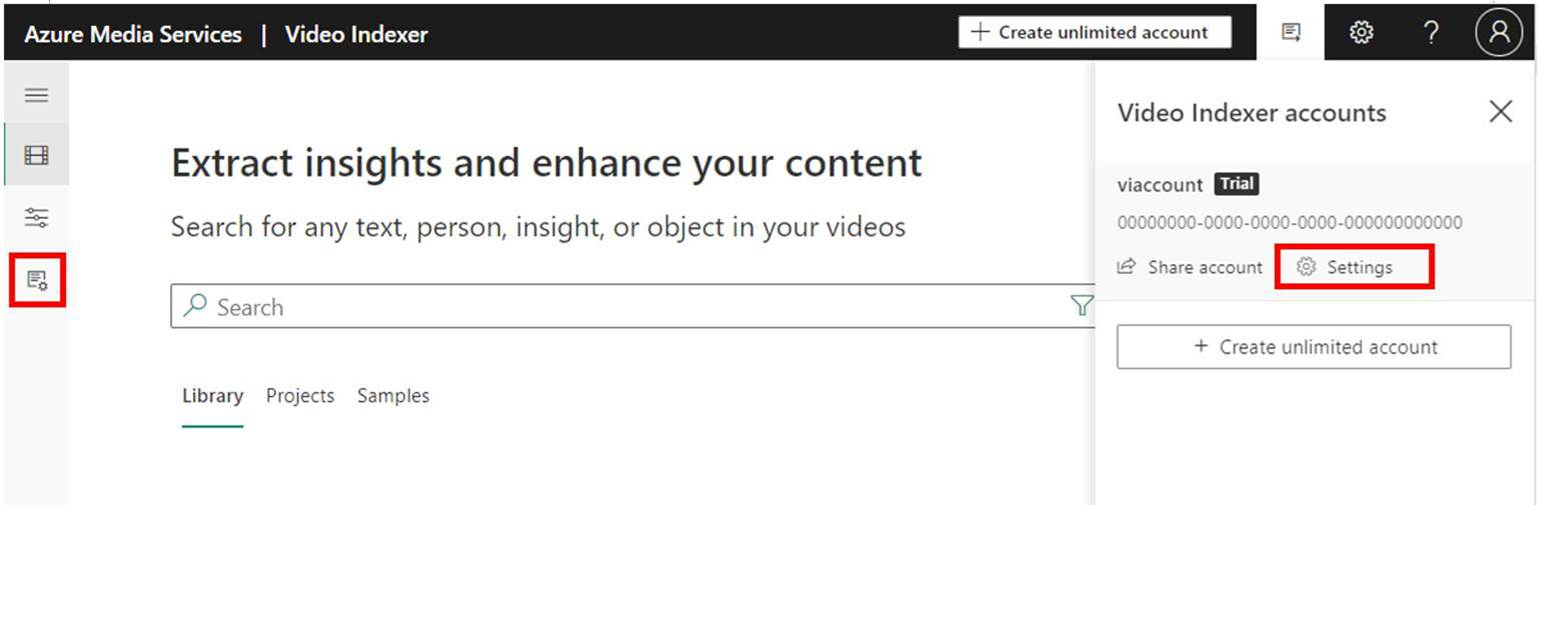 Azure Media Services | Video Indexer
+ Create unlimited account
?
Video Indexer accounts
Extract insights and enhance your content
viaccount Trial
00000000-0000-0000-0000-000000000000
Search for any text, person, insight, or object in your videos
Share account
Settings
Search
+ Create unlimited account
Library Projects Samples